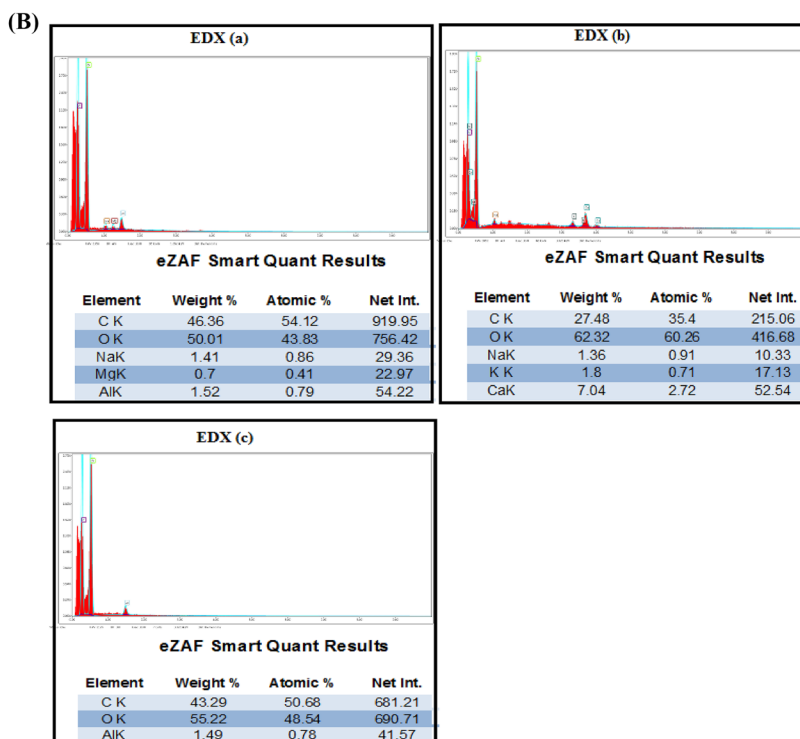 (B)
EDX (a)
eZAF Smart Quant Results
Element Weight % Atomic % Net Int.
C K 46.36 54.12 919.95
O K 50.01 43.83 756.42
NaK 1.41 0.86 29.36
MgK 0.7 0.41 22.97
AlK 1.52 0.79 54.22
EDX (b)
eZAF Smart Quant Results
Element Weight % Atomic % Net Int.
C K 27.48 35.4 215.06
O K 62.32 60.26 416.68
NaK 1.36 0.91 10.33
K K 1.8 0.71 17.13
CaK 7.04 2.72 52.54
EDX (c)
eZAF Smart Quant Results
Element Weight % Atomic % Net Int.
C K 43.29 50.68 681.21
O K 55.22 48.54 690.71
AlK 1.49 0.78 41.57